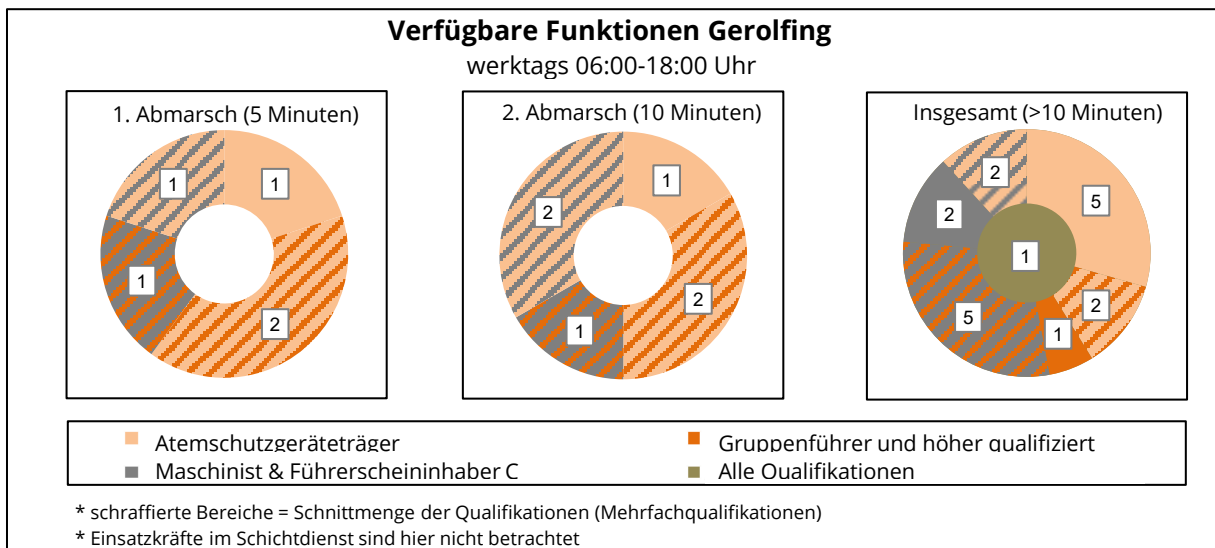 Verfügbare Funktionen Gerolfing
werktags 06:00-18:00 Uhr
1. Abmarsch (5 Minuten)
1
1
1
2
2. Abmarsch (10 Minuten)
1
2
2
1
Insgesamt (>10 Minuten)
2
5
2
1
5
2
1
Atemschutzgeräteträger
Gruppenführer und höher qualifiziert
Maschinist & Führerscheininhaber C
Alle Qualifikationen
* schraffierte Bereiche = Schnittmenge der Qualifikationen (Mehrfachqualifikationen)
* Einsatzkräfte im Schichtdienst sind hier nicht betrachtet